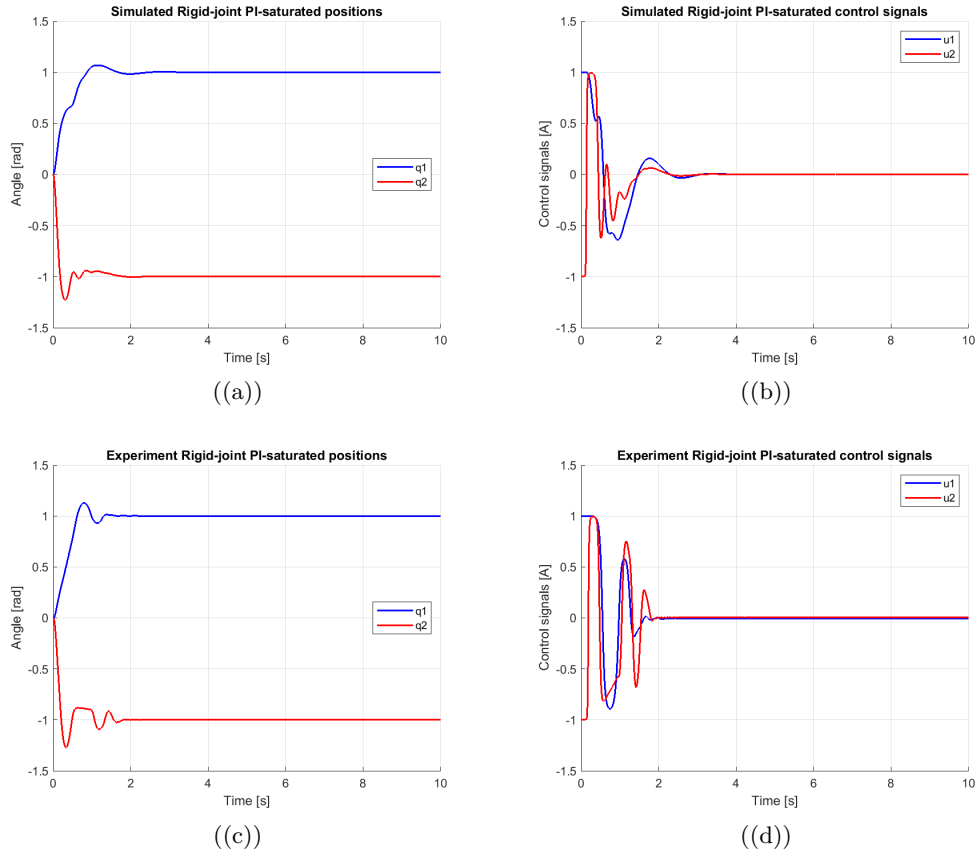 Simulated Rigid-joint PI-saturated positions
1.5
1
0.5
0
-0.5
-1
-1.5
Angle [rad]
q1
q2
0 2 4 6 8 10
Time [s]
((a))
Simulated Rigid-joint PI-saturated control signals
1.5
1
0.5
0
-0.5
-1
-1.5
Control signals [A]
u1
u2
0 2 4 6 8 10
Time [s]
((b))
Experiment Rigid-joint PI-saturated positions
1.5
1
0.5
0
-0.5
-1
-1.5
Angle [rad]
q1
q2
0 2 4 6 8 10
Time [s]
((c))
Experiment Rigid-joint PI-saturated control signals
1.5
1
0.5
0
-0.5
-1
-1.5
Control signals [A]
u1
u2
0 2 4 6 8 10
Time [s]
((d))